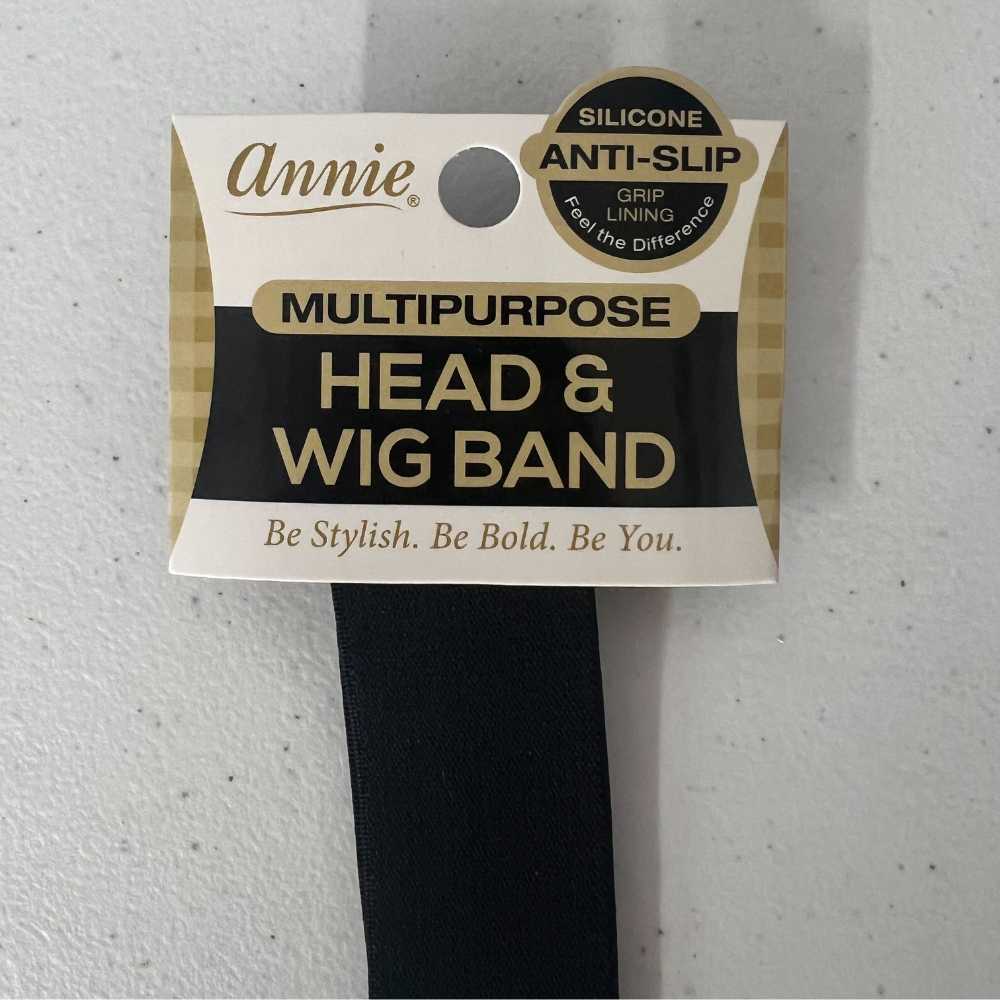 annie®
SILICONE
ANTI-SLIP
GRIP
LINING
Feel the Difference
MULTIPURPOSE
HEAD &
WIG BAND
Be Stylish. Be Bold. Be You.